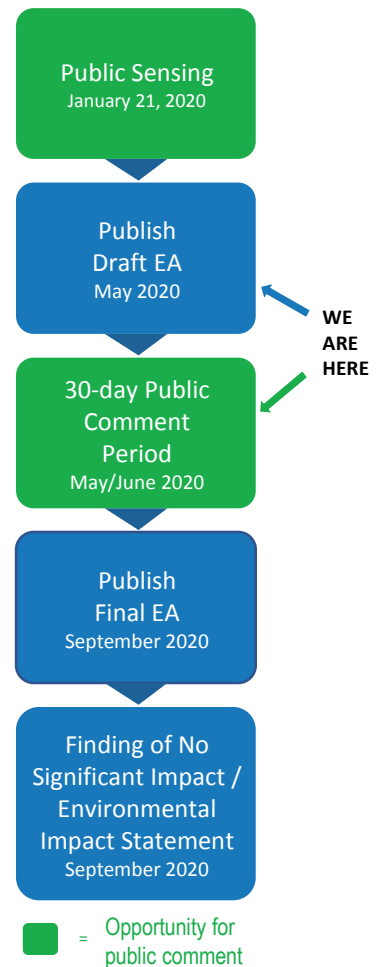 Public Sensing
January 21, 2020
Publish
Draft EA
May 2020
WE
ARE
HERE
30-day Public
Comment
Period
May/June 2020
Publish
Final EA
September 2020
Finding of No
Significant Impact /
Environmental
Impact Statement
September 2020
= Opportunity for
public comment